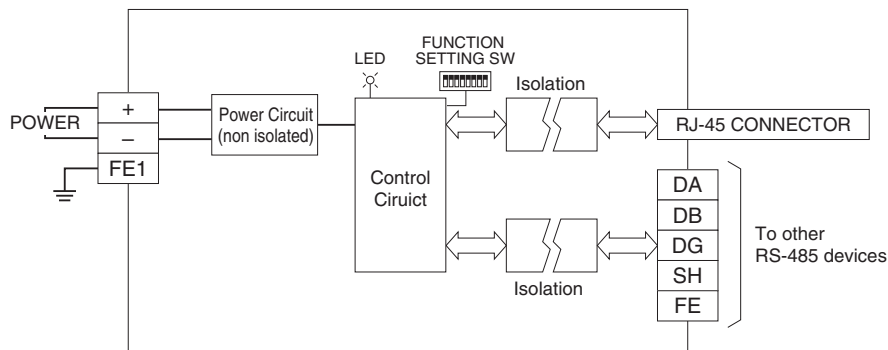 FUNCTION
SETTING SW
LED
Isolation
POWER
+
−
FE1
Power Circuit
(non isolated)
RJ-45 CONNECTOR
Control
Ciruict
DA
DB
DG
SH
FE
To other
RS-485 devices
Isolation